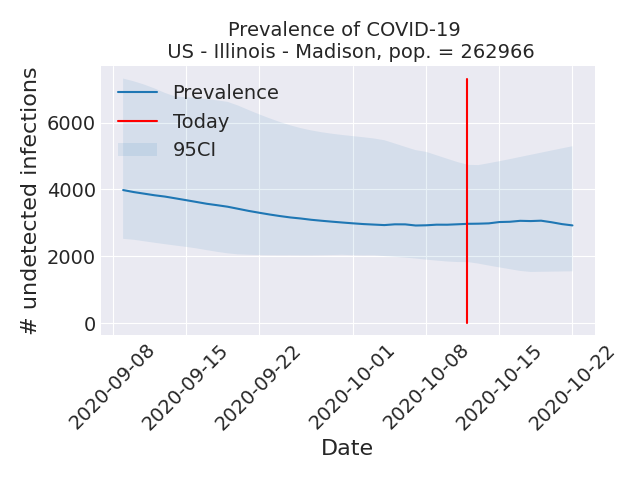 Prevalence of COVID-19
US - Illinois - Madison, pop. = 262966
# undetected infections
6000
4000
2000
0
Prevalence
Today
95CI
2020-09-08
2020-09-15
2020-09-22
2020-10-01
2020-10-08
2020-10-15
2020-10-22
Date